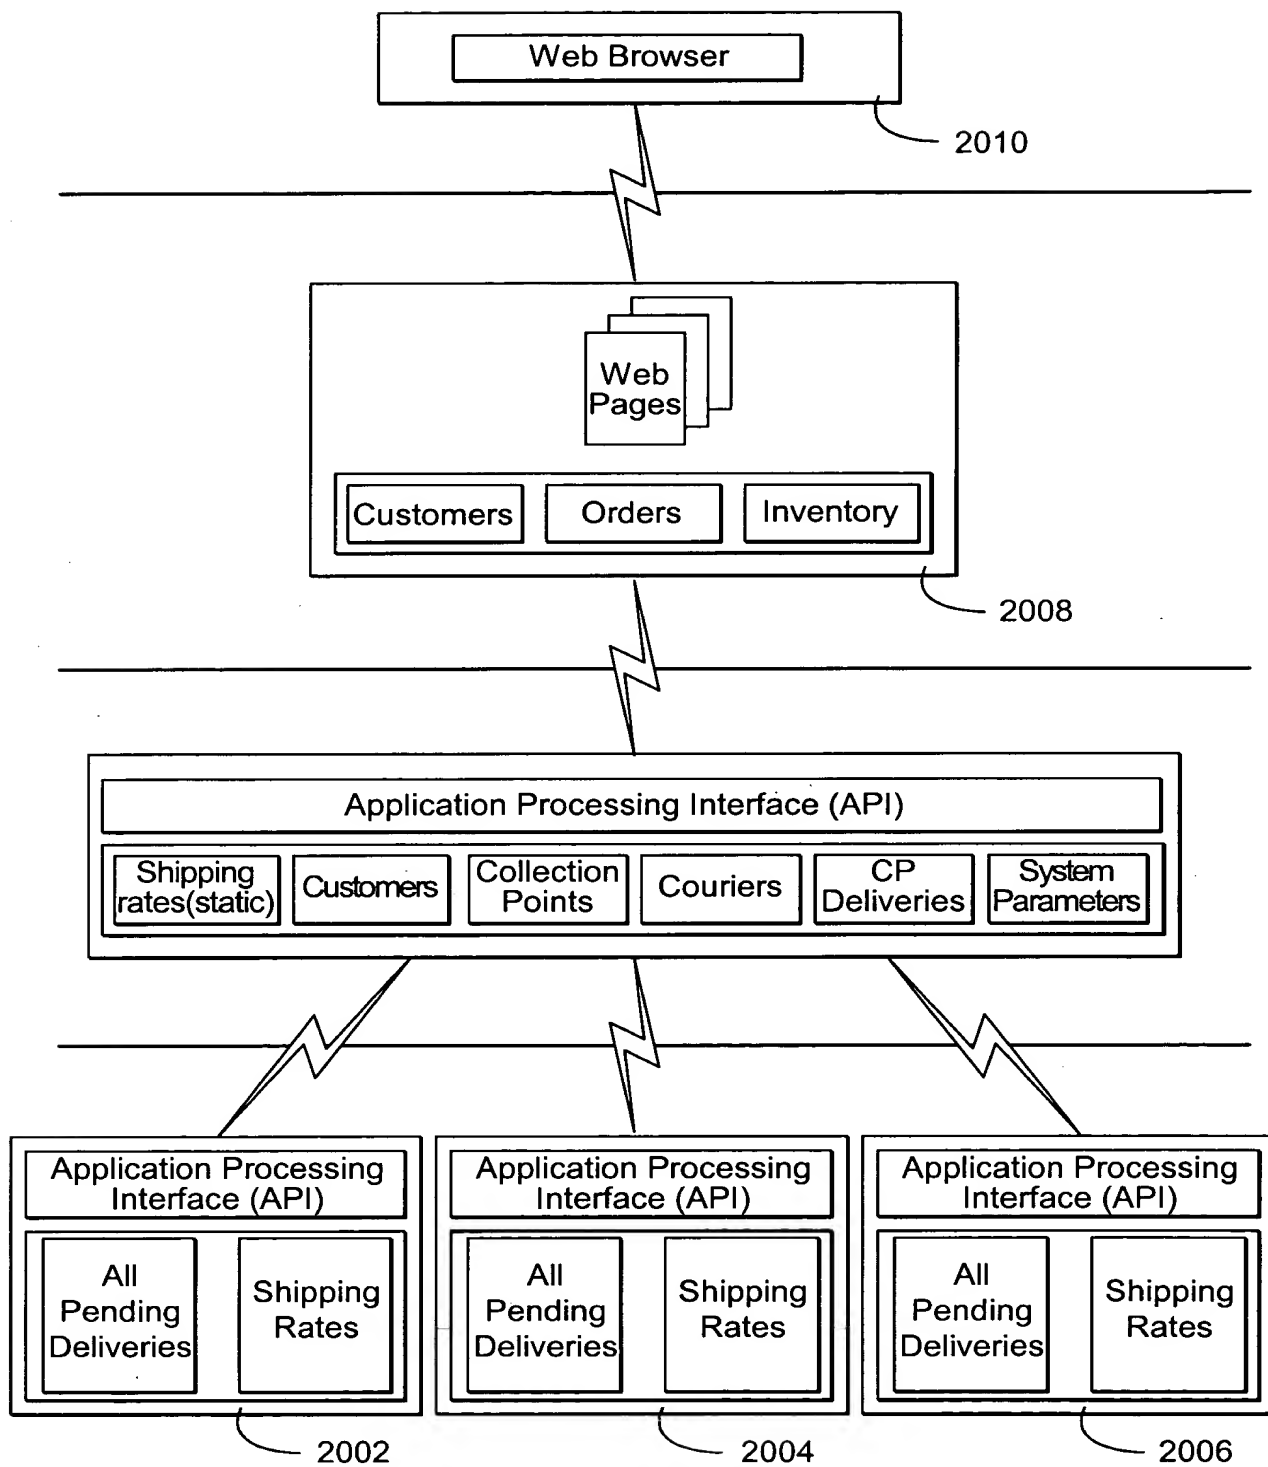 Web Browser
2010
Web
Pages
Customers
Orders
Inventory
2008
Application Processing Interface (API)
Shipping
rates(static)
Customers
Collection
Points
Couriers
CP
Deliveries
System
Parameters
Application Processing
Interface (API)
All
Pending
Deliveries
Shipping
Rates
2002
Application Processing
Interface (API)
All
Pending
Deliveries
Shipping
Rates
2004
Application Processing
Interface (API)
All
Pending
Deliveries
Shipping
Rates
2006